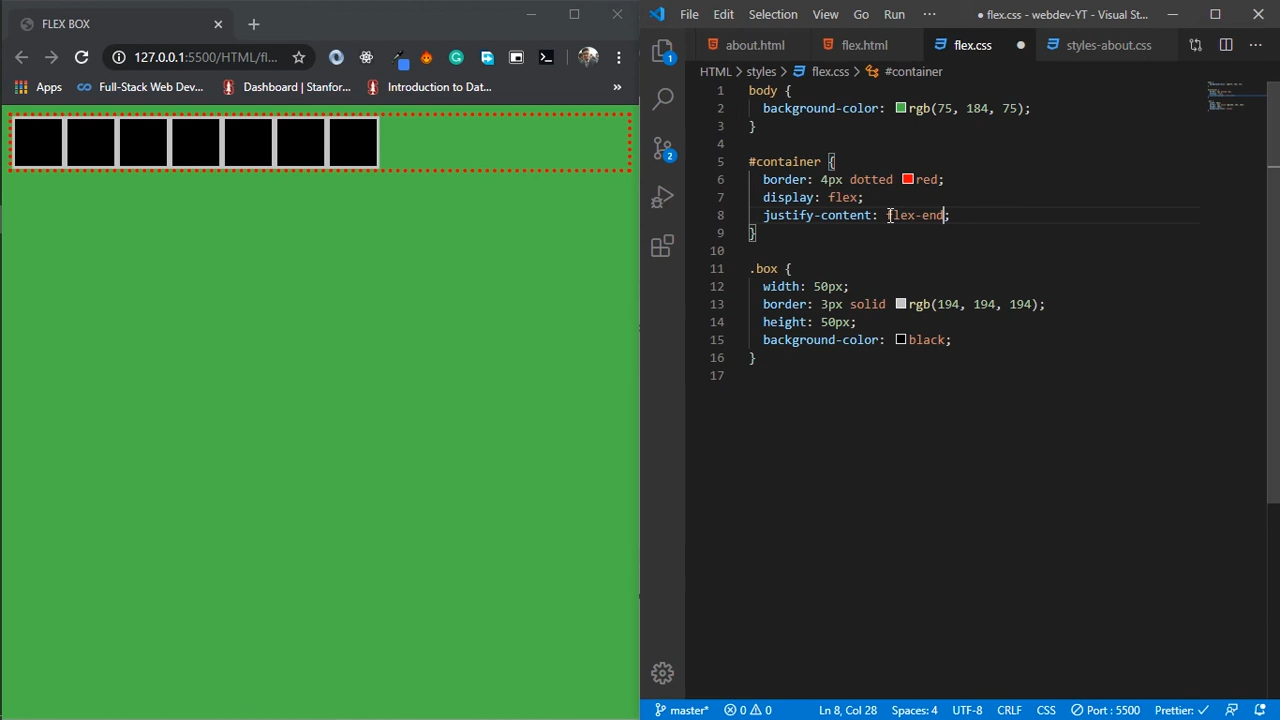 FLEX BOX
127.0.0.1:5500/HTML/fl...
Apps Full-Stack Web Dev... Dashboard | Stanfor... Introduction to Dat... »
File Edit Selection View Go Run ··· ● flex.css - webdev-YT - Visual St...
about.html flex.html flex.css styles-about.css
HTML > styles > flex.css > #container
1 body {
2 background-color: rgb(75, 184, 75);
3 }
4
5 #container {
6 border: 4px dotted red;
7 display: flex;
8 justify-content: flex-end;
9 }
10
11 .box {
12 width: 50px;
13 border: 3px solid rgb(194, 194, 194);
14 height: 50px;
15 background-color: black;
16 }
17
1
2
master* 0 0 Ln 8, Col 28 Spaces: 4 UTF-8 CRLF CSS Port : 5500 Prettier: ✓